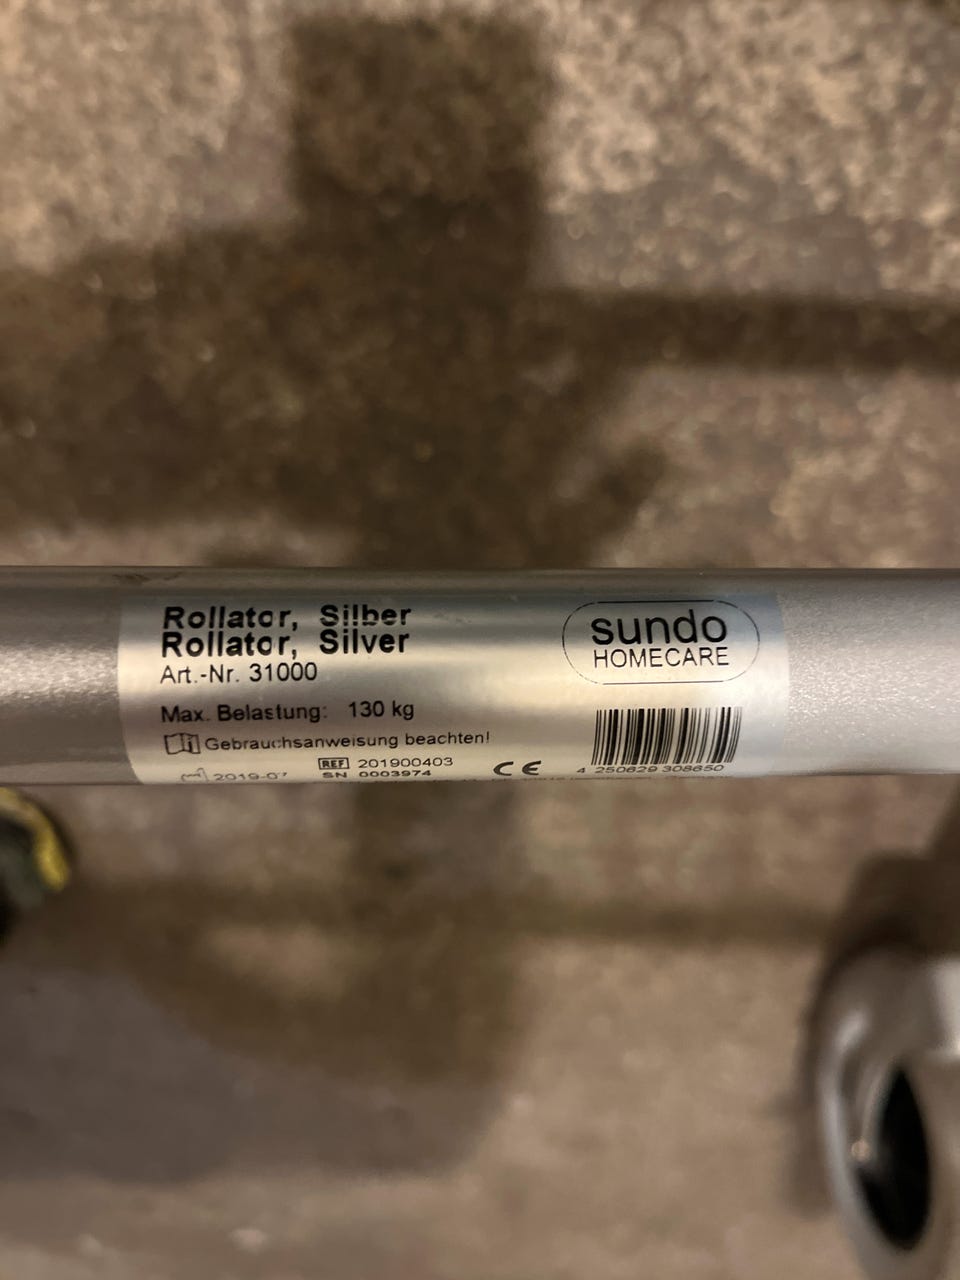 Rollator, Silber
Rollator, Silver
Art.-Nr. 31000
Max. Belastung: 130 kg
Gebrauchsanweisung beachten!
2019-07
REF 201900403
SN 0003974
CE
sundo
HOMECARE
4 250629 308650